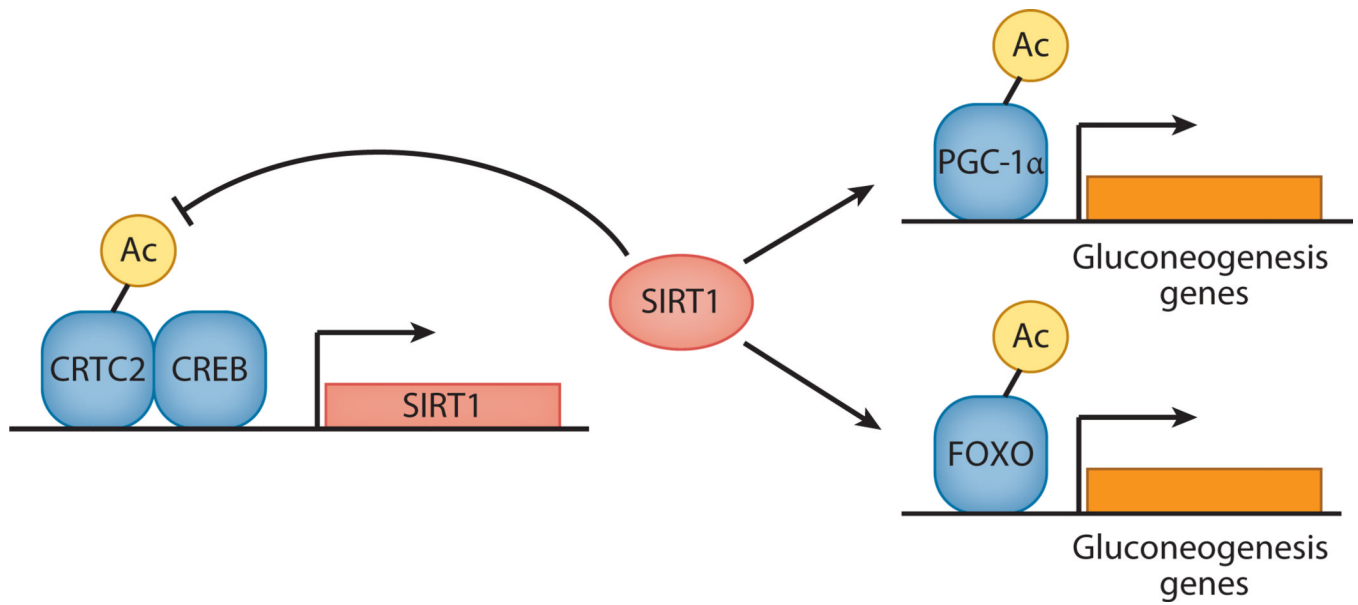 Ac
CRTC2
CREB
SIRT1
SIRT1
Ac
PGC-1α
Gluconeogenesis
genes
Ac
FOXO
Gluconeogenesis
genes